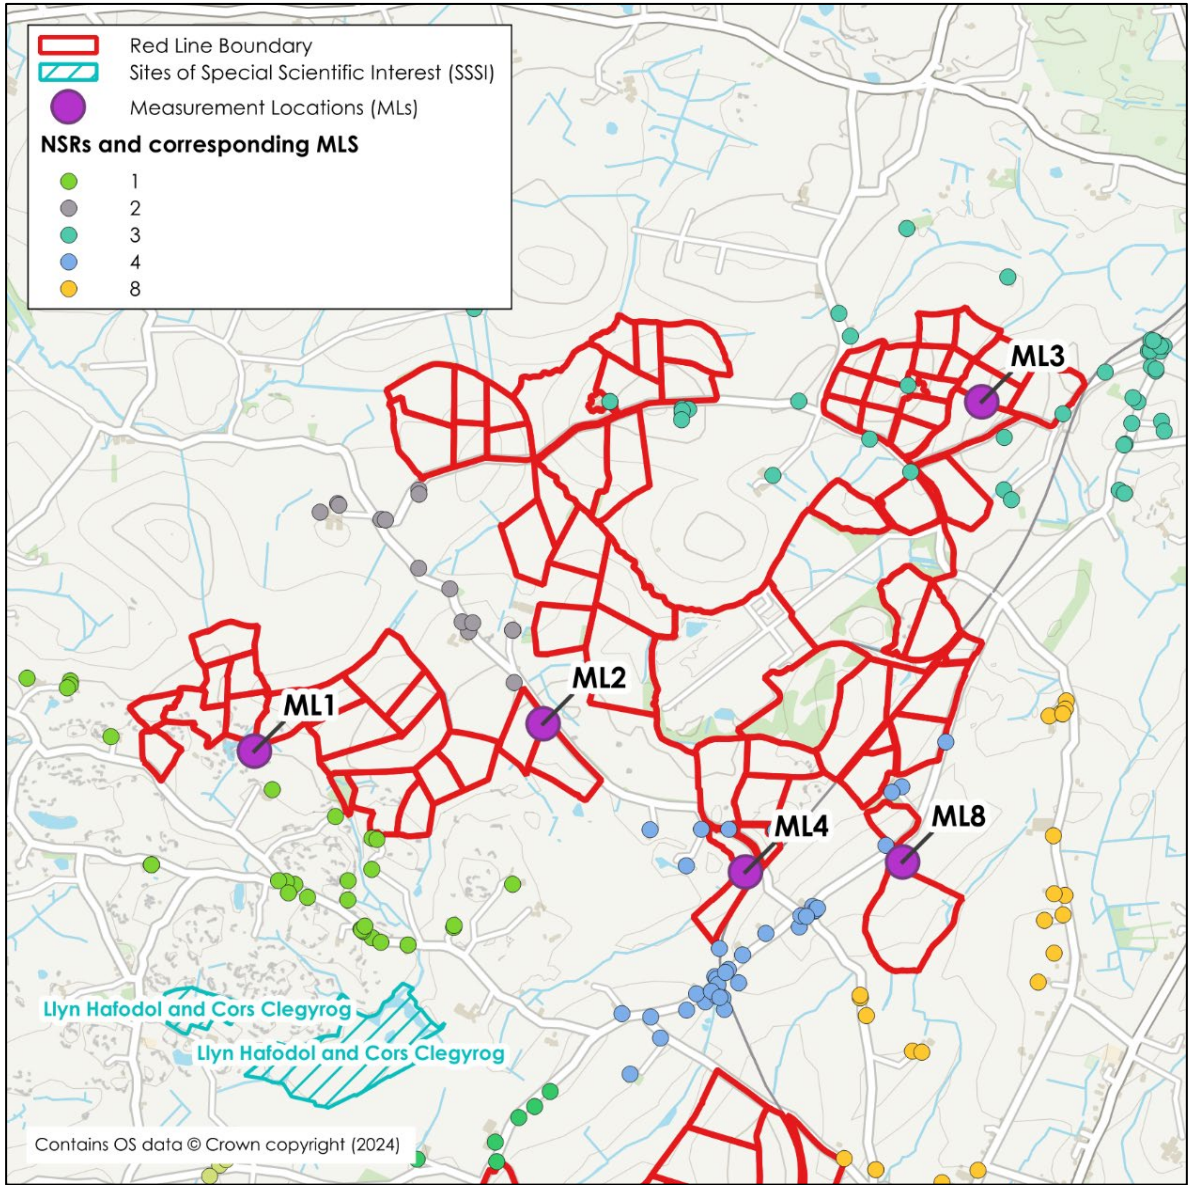 Red Line Boundary
Sites of Special Scientific Interest (SSSI)
Measurement Locations (MLs)
NSRs and corresponding MLS
1
2
3
4
8
ML3
ML2
ML1
ML4
ML8
Llyn Hafodol and Cors Clegyrog
Llyn Hafodol and Cors Clegyrog
Contains OS data © Crown copyright (2024)